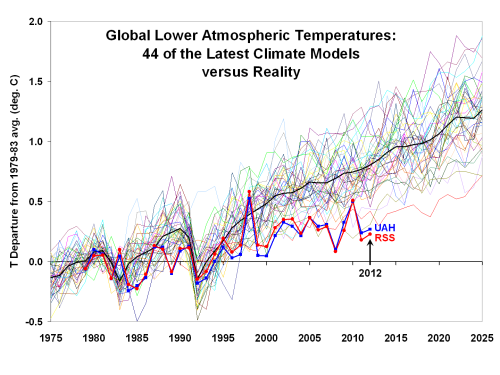 Global Lower Atmospheric Temperatures:
44 of the Latest Climate Models
versus Reality
T Departure from 1979-83 avg. (deg. C)
2.0
1.5
1.0
0.5
0.0
-0.5
UAH
RSS
2012
1975 1980 1985 1990 1995 2000 2005 2010 2015 2020 2025